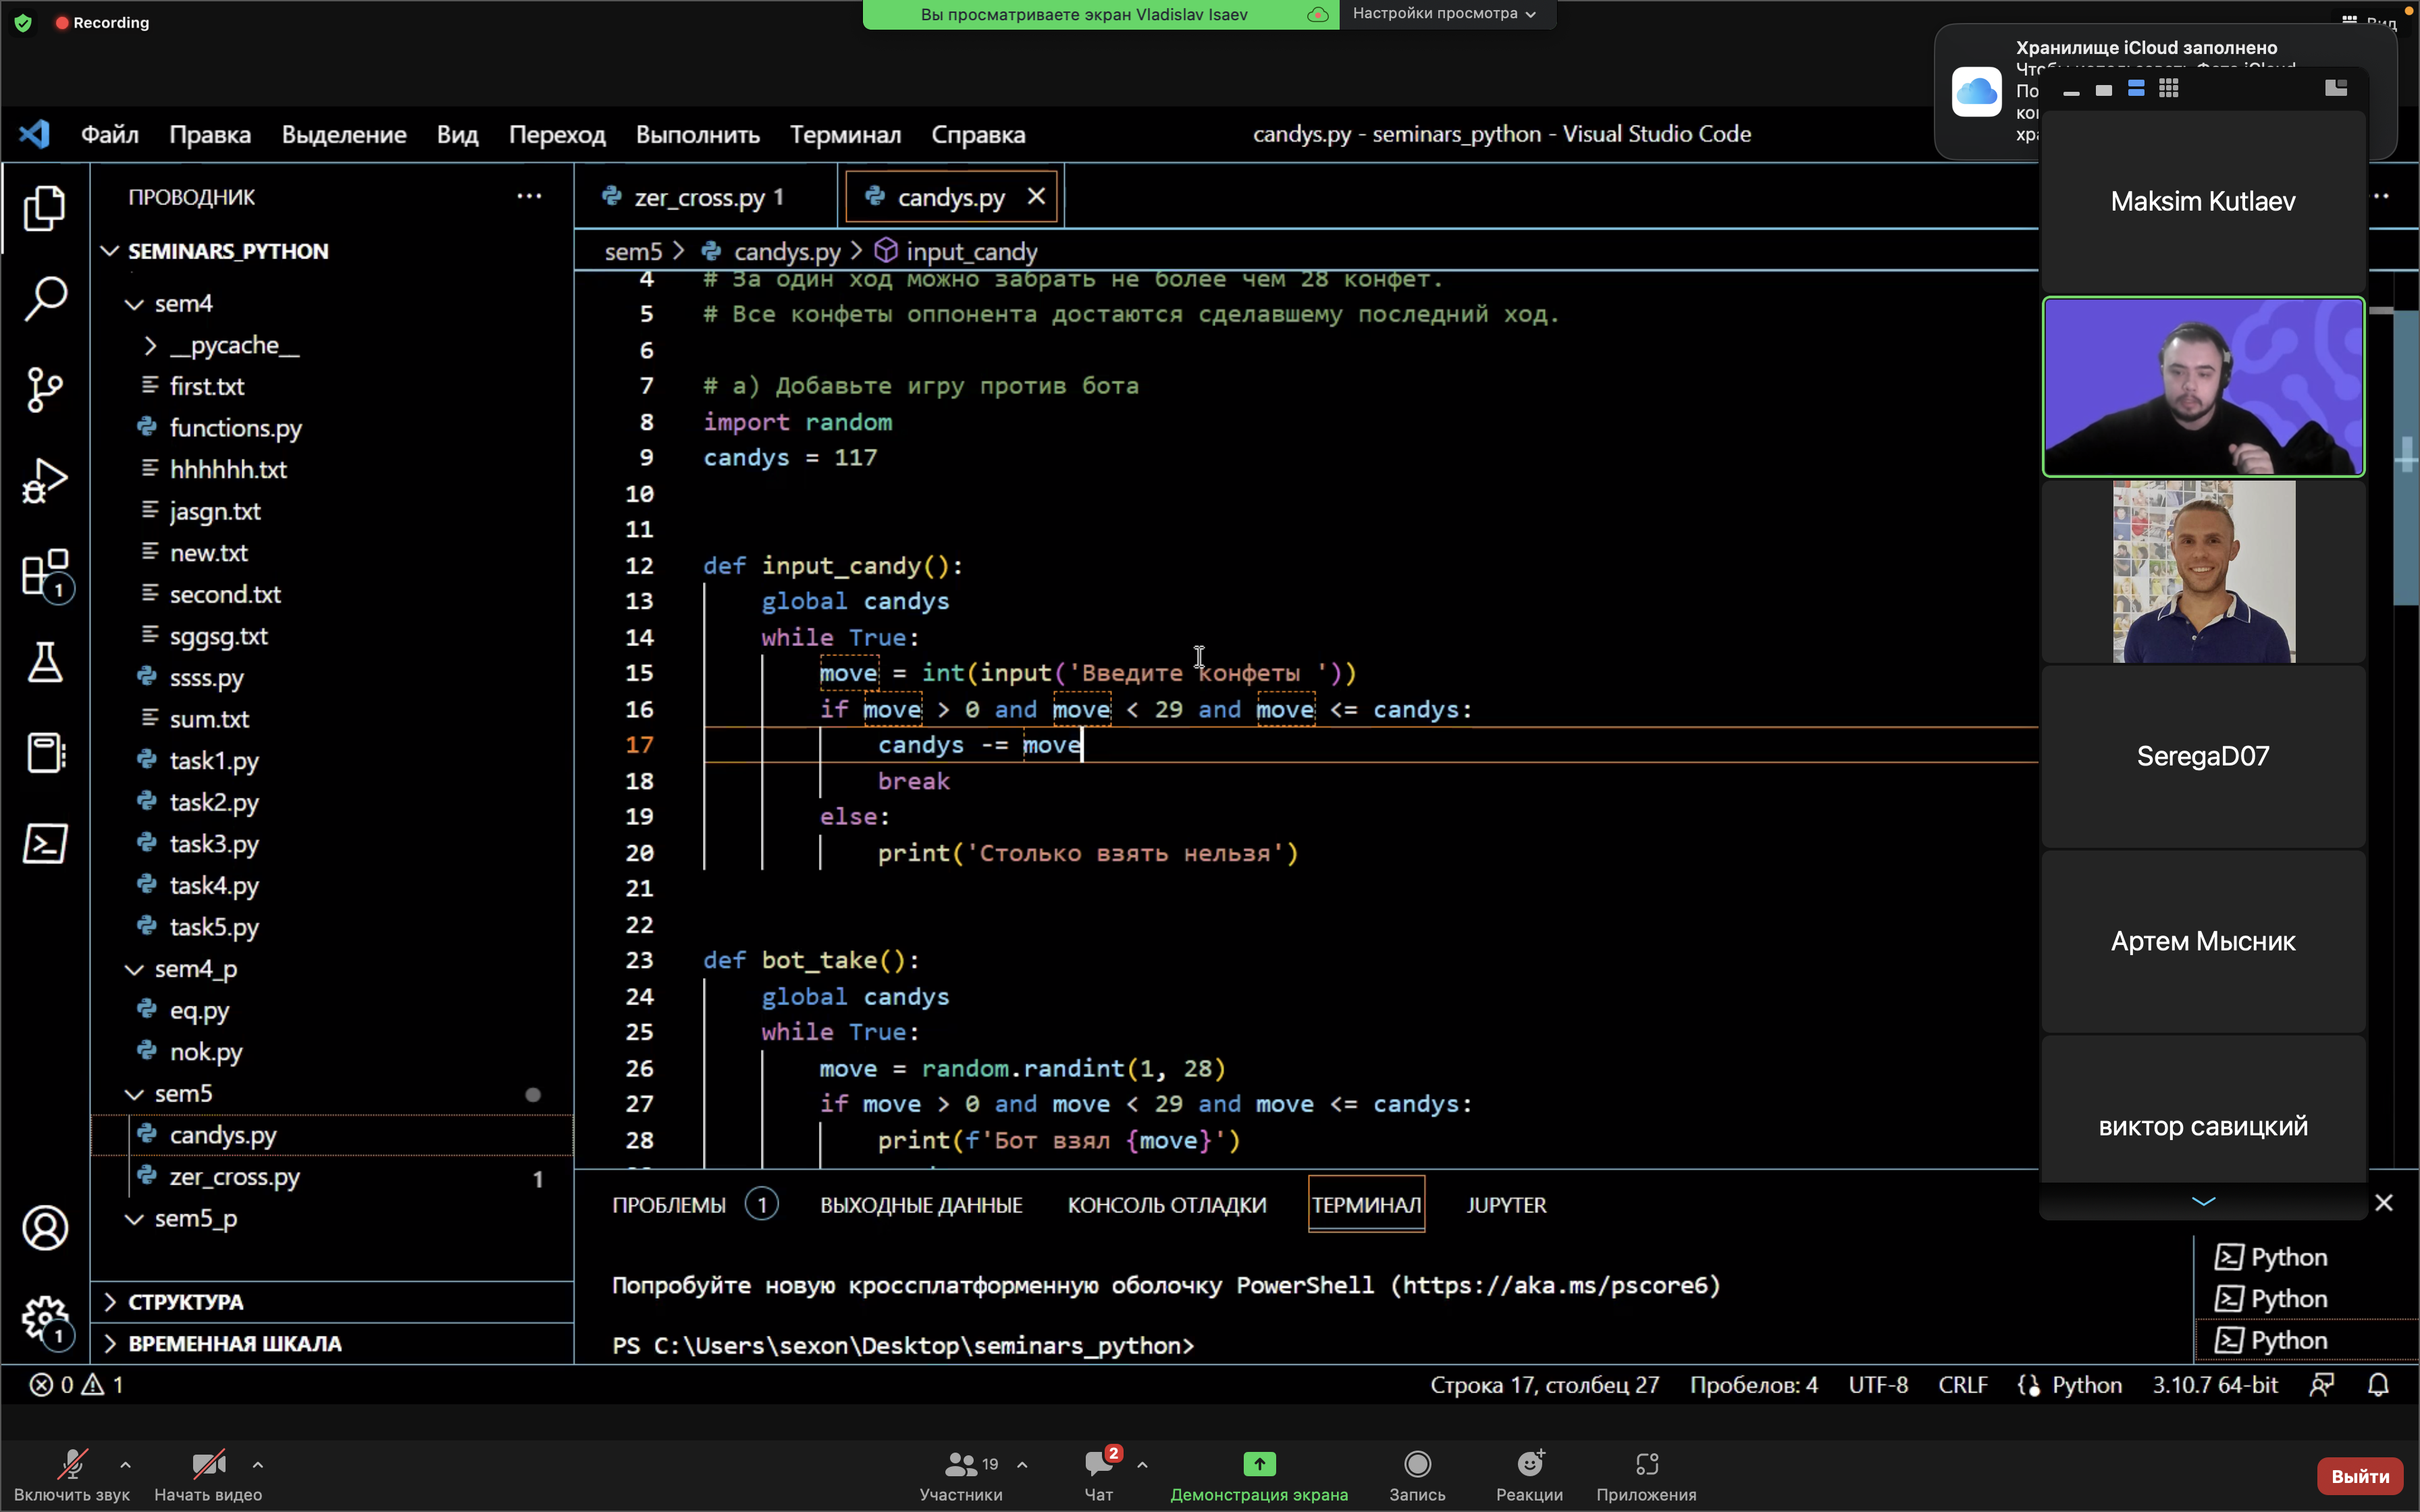 Recording
Вы просматриваете экран Vladislav Isaev
Настройки просмотра
Вид
Хранилище iCloud заполнено
Файл Правка Выделение Вид Переход Выполнить Терминал Справка
candys.py - seminars_python - Visual Studio Code
ПРОВОДНИК
SEMINARS_PYTHON
sem4
__pycache__
first.txt
functions.py
hhhhhh.txt
jasgn.txt
new.txt
second.txt
sggsg.txt
ssss.py
sum.txt
task1.py
task2.py
task3.py
task4.py
task5.py
sem4_p
eq.py
nok.py
sem5
candys.py
zer_cross.py 1
sem5_p
СТРУКТУРА
ВРЕМЕННАЯ ШКАЛА
1
1
zer_cross.py 1
candys.py
sem5 > candys.py > input_candy
4 # За один ход можно забрать не более чем 28 конфет.
5 # Все конфеты оппонента достаются сделавшему последний ход.
6
7 # а) Добавьте игру против бота
8 import random
9 candys = 117
10
11
12 def input_candy():
13 global candys
14 while True:
15 move = int(input('Введите конфеты '))
16 if move > 0 and move < 29 and move <= candys:
17 candys -= move
18 break
19 else:
20 print('Столько взять нельзя')
21
22
23 def bot_take():
24 global candys
25 while True:
26 move = random.randint(1, 28)
27 if move > 0 and move < 29 and move <= candys:
28 print(f'Бот взял {move}')
ПРОБЛЕМЫ 1 ВЫХОДНЫЕ ДАННЫЕ КОНСОЛЬ ОТЛАДКИ ТЕРМИНАЛ JUPYTER
Попробуйте новую кроссплатформенную оболочку PowerShell (https://aka.ms/pscore6)
PS C:\Users\sexon\Desktop\seminars_python>
Python
Python
Python
Maksim Kutlaev
SeregaD07
Артем Мысник
виктор савицкий
0 1
Строка 17, столбец 27 Пробелов: 4 UTF-8 CRLF Python 3.10.7 64-bit
Включить звук
Начать видео
19
Участники
2
Чат
Демонстрация экрана
Запись
Реакции
Приложения
Выйти